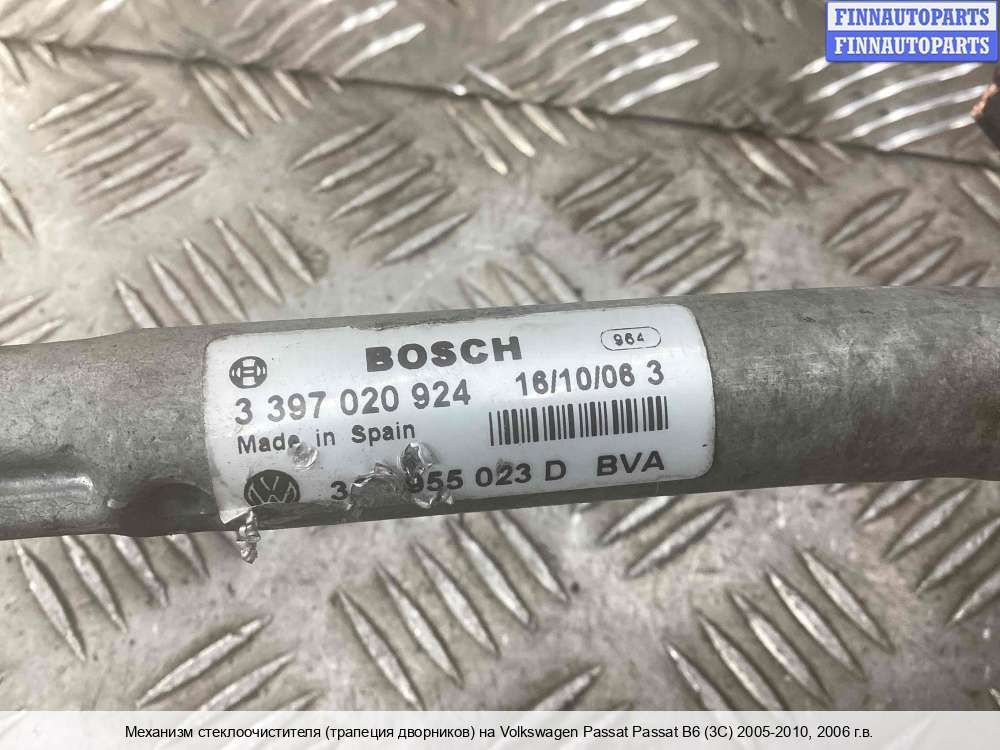 FINNAUTOPARTS
FINNAUTOPARTS
BOSCH
964
3 397 020 924
16/10/06 3
Made in Spain
955 023 D BVA
Механизм стеклоочистителя (трапеция дворников) на Volkswagen Passat Passat B6 (3C) 2005-2010, 2006 г.в.